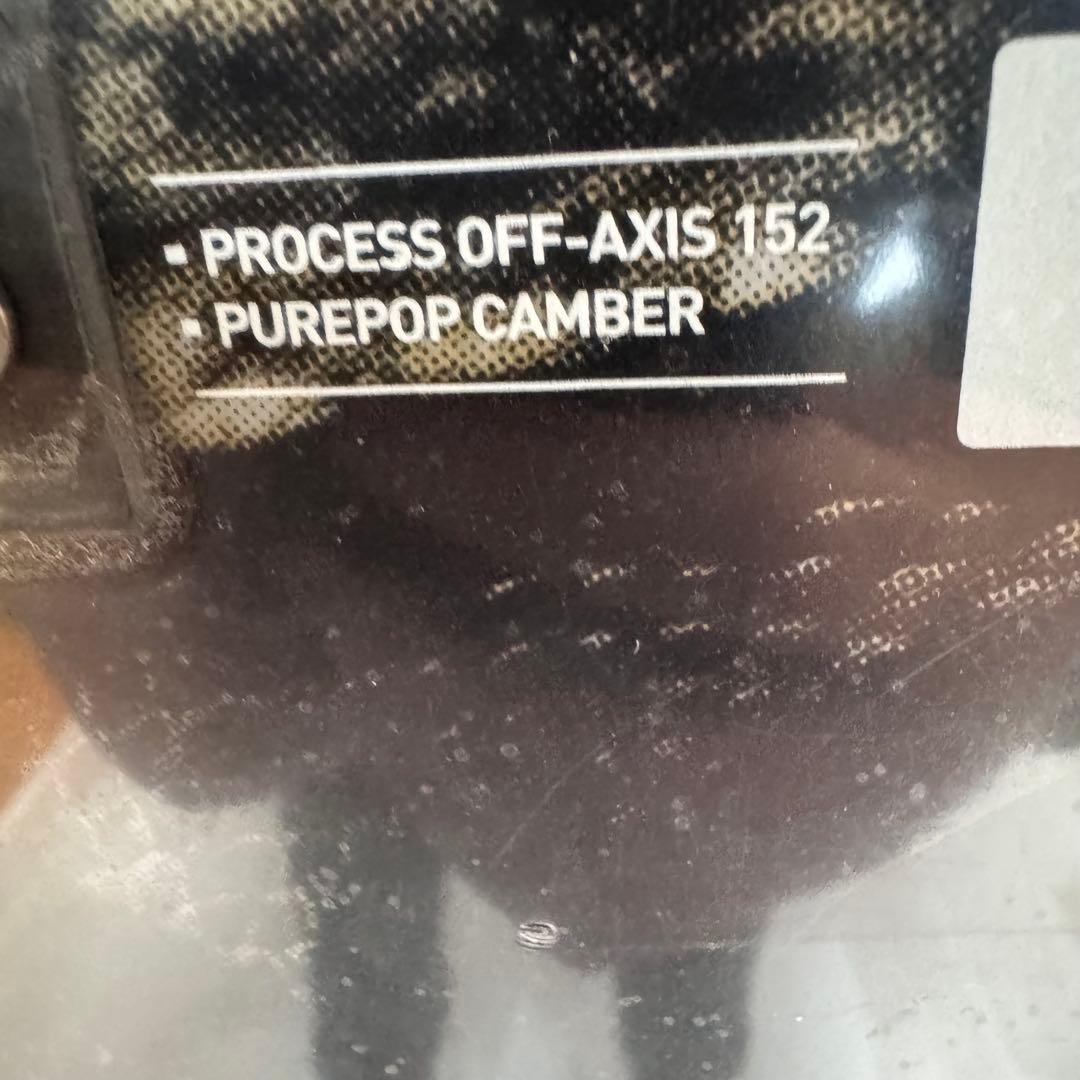 ▪ PROCESS OFF-AXIS 152
▪ PUREPOP CAMBER